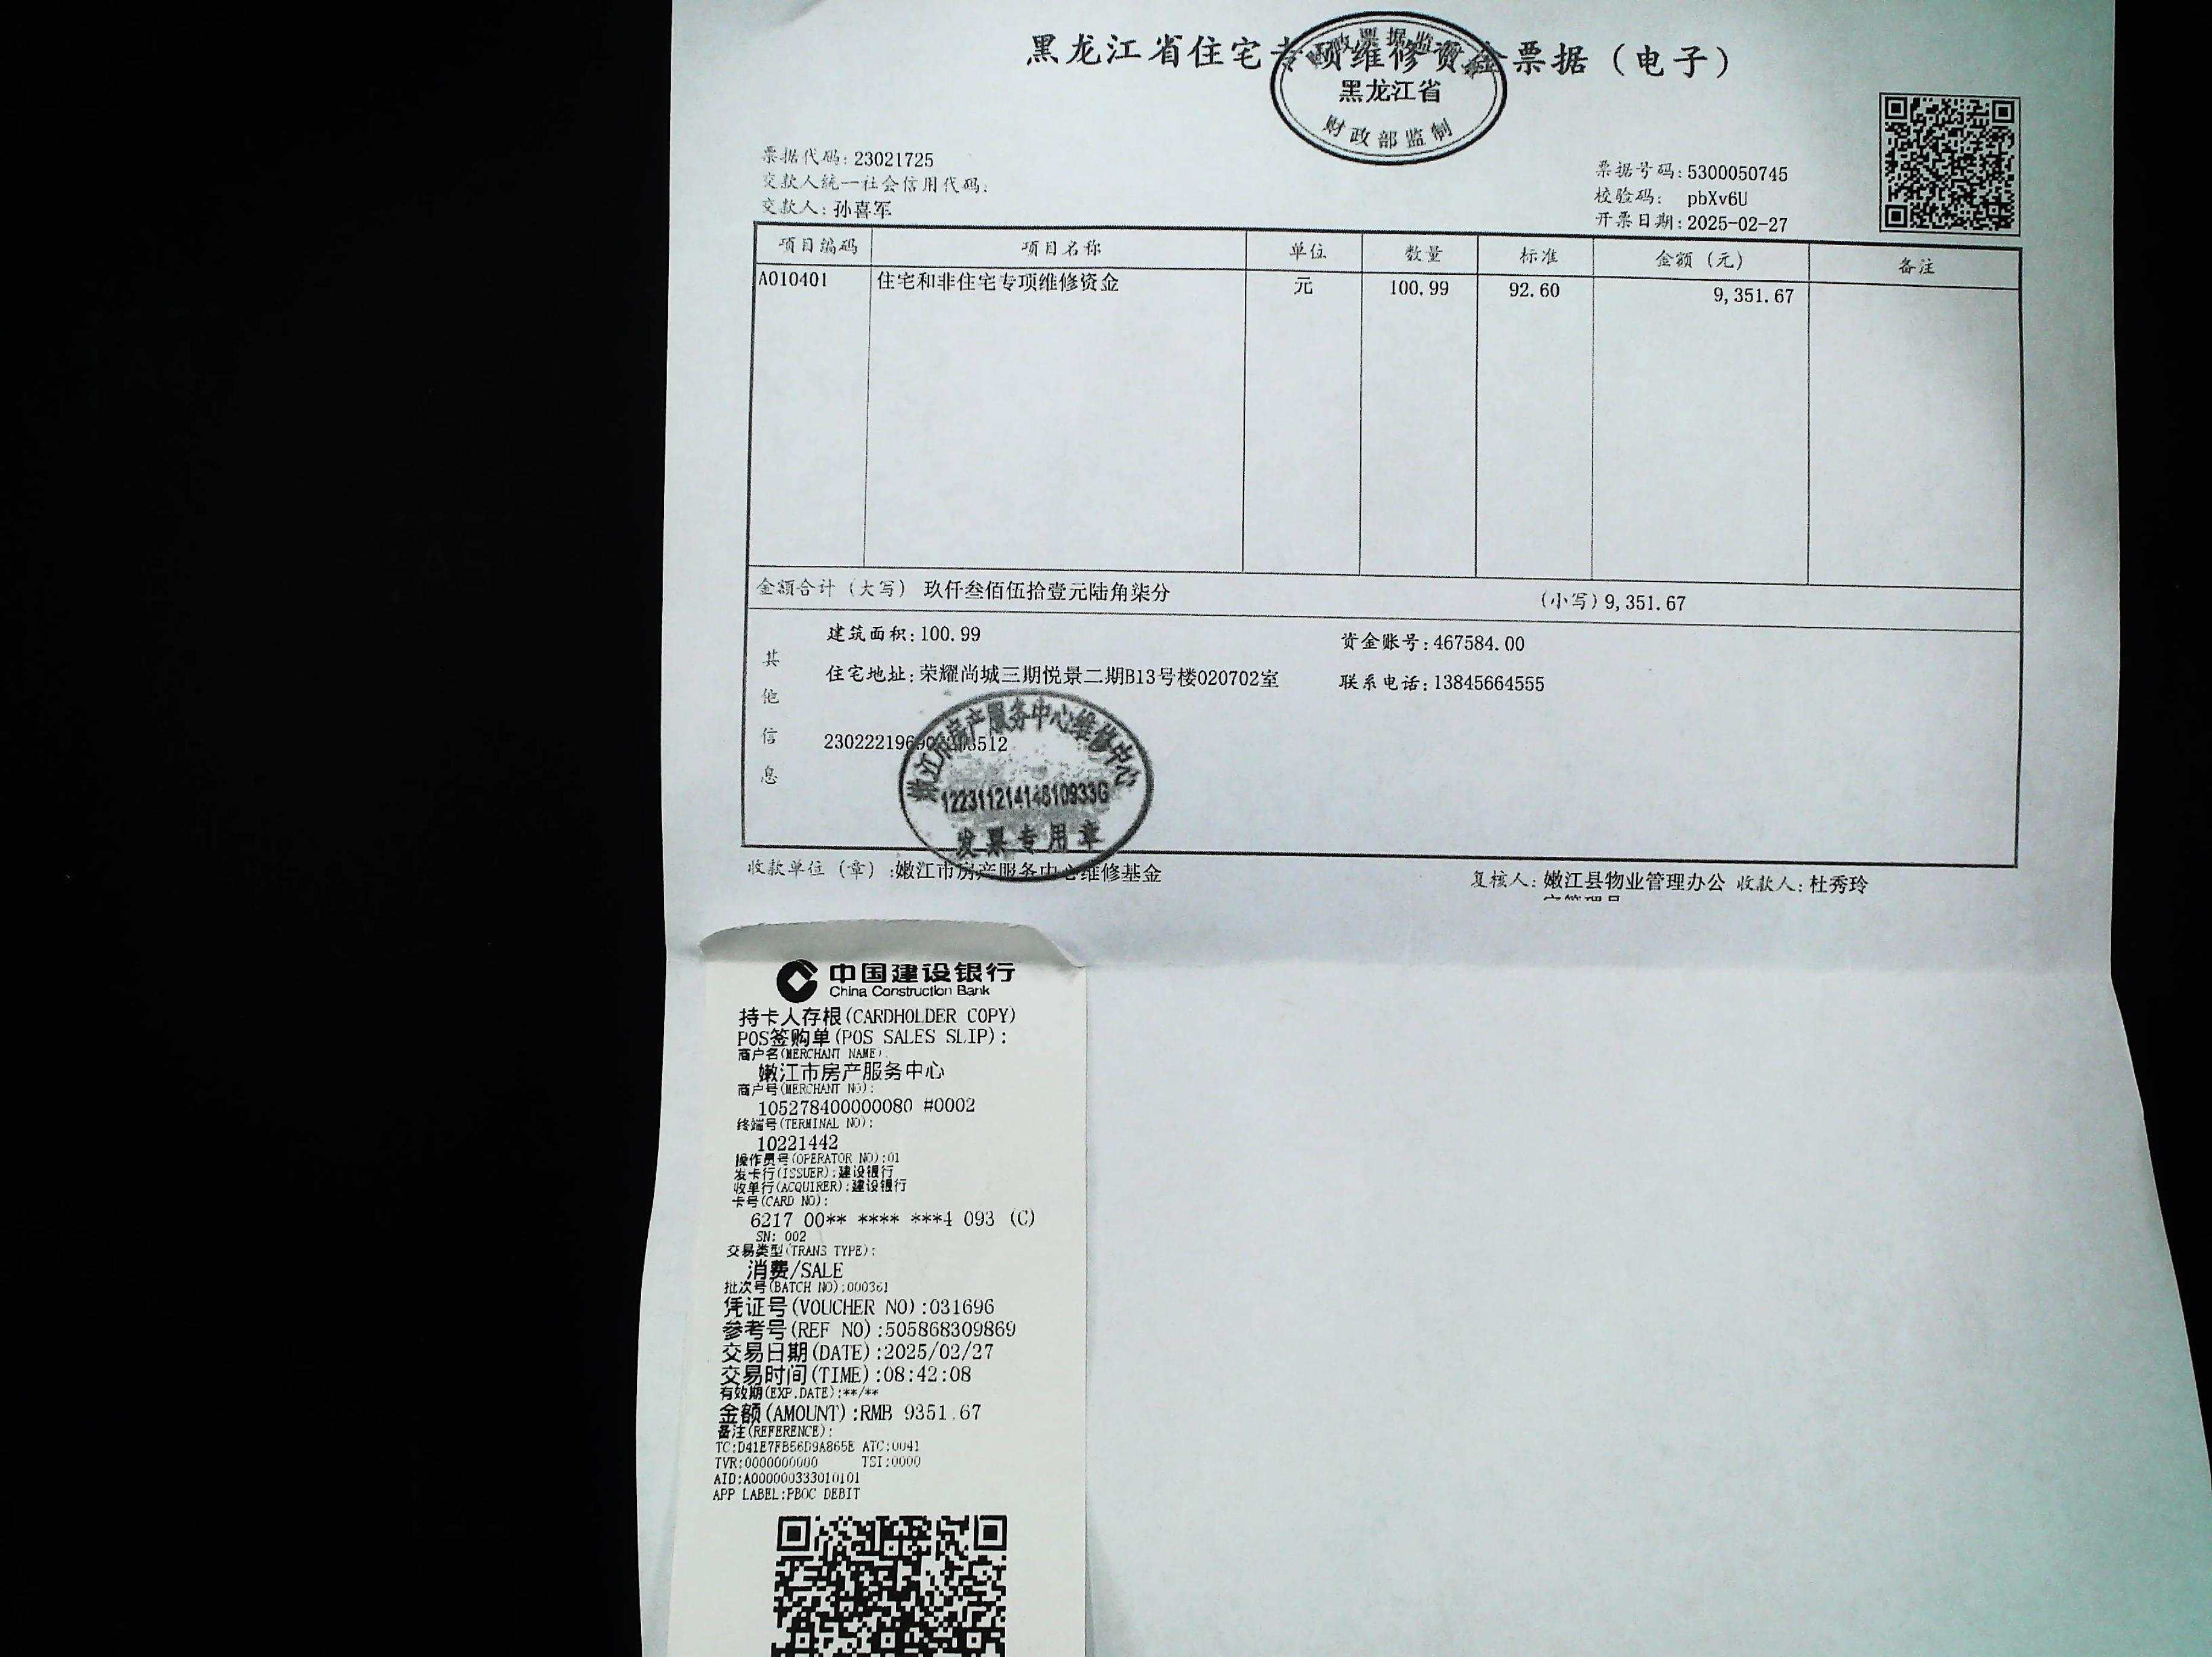 黑龙江省住宅专项维修资金票据（电子）
黑龙江省
财政部监制
票据代码:23021725
交款人统一社会信用代码:
交款人:孙喜军
票据号码:5300050745
校验码: pbXv6U
开票日期:2025-02-27
项目编码 项目名称 单位 数量 标准 金额（元） 备注
A010401 住宅和非住宅专项维修资金 元 100.99 92.60 9,351.67
金额合计（大写） 玖仟叁佰伍拾壹元陆角柒分 (小写)9,351.67
其他信息
建筑面积:100.99 资金账号:467584.00
住宅地址:荣耀尚城三期悦景二期B13号楼020702室 联系电话:13845664555
嫩江市房产服务中心维修中心
12231121414810933G
发票专用章
收款单位（章）:嫩江市房产服务中心维修基金
复核人:嫩江县物业管理办公 收款人:杜秀玲
中国建设银行
China Construction Bank
持卡人存根(CARDHOLDER COPY)
POS签购单(POS SALES SLIP):
商户名(MERCHANT NAME):
嫩江市房产服务中心
商户号(MERCHANT NO):
105278400000080 #0002
终端号(TERMINAL NO):
10221442
操作员号(OPERATOR NO):01
发卡行(ISSUER):建设银行
收单行(ACQUIRER):建设银行
卡号(CARD NO):
6217 00** **** ***4 093 (C)
SN: 002
交易类型(TRANS TYPE):
消费/SALE
批次号(BATCH NO):000361
凭证号(VOUCHER NO):031696
参考号(REF NO):505868309869
交易日期(DATE):2025/02/27
交易时间(TIME):08:42:08
有效期(EXP.DATE):**/**
金额(AMOUNT):RMB 9351.67
备注(REFERENCE):
TC:D41E7FB56D9A865E ATC:0041
TVR:0000000000 TSI:0000
AID:A000000333010101
APP LABEL:PBOC DEBIT